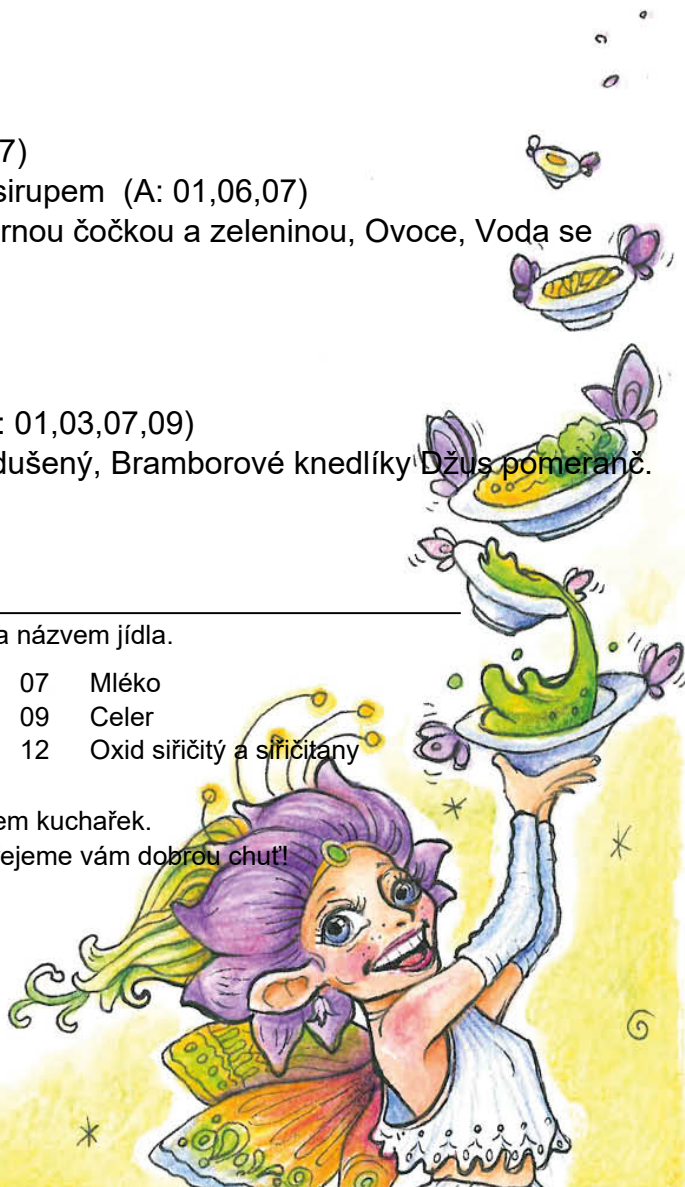 7)
sirupem (A: 01,06,07)
rnou čočkou a zeleninou, Ovoce, Voda se
: 01,03,07,09)
dušený, Bramborové knedlíky Džus pomeranč.
a názvem jídla.
07 Mléko
09 Celer
12 Oxid siřičitý a siřičitany
em kuchařek.
řejeme vám dobrou chuť!